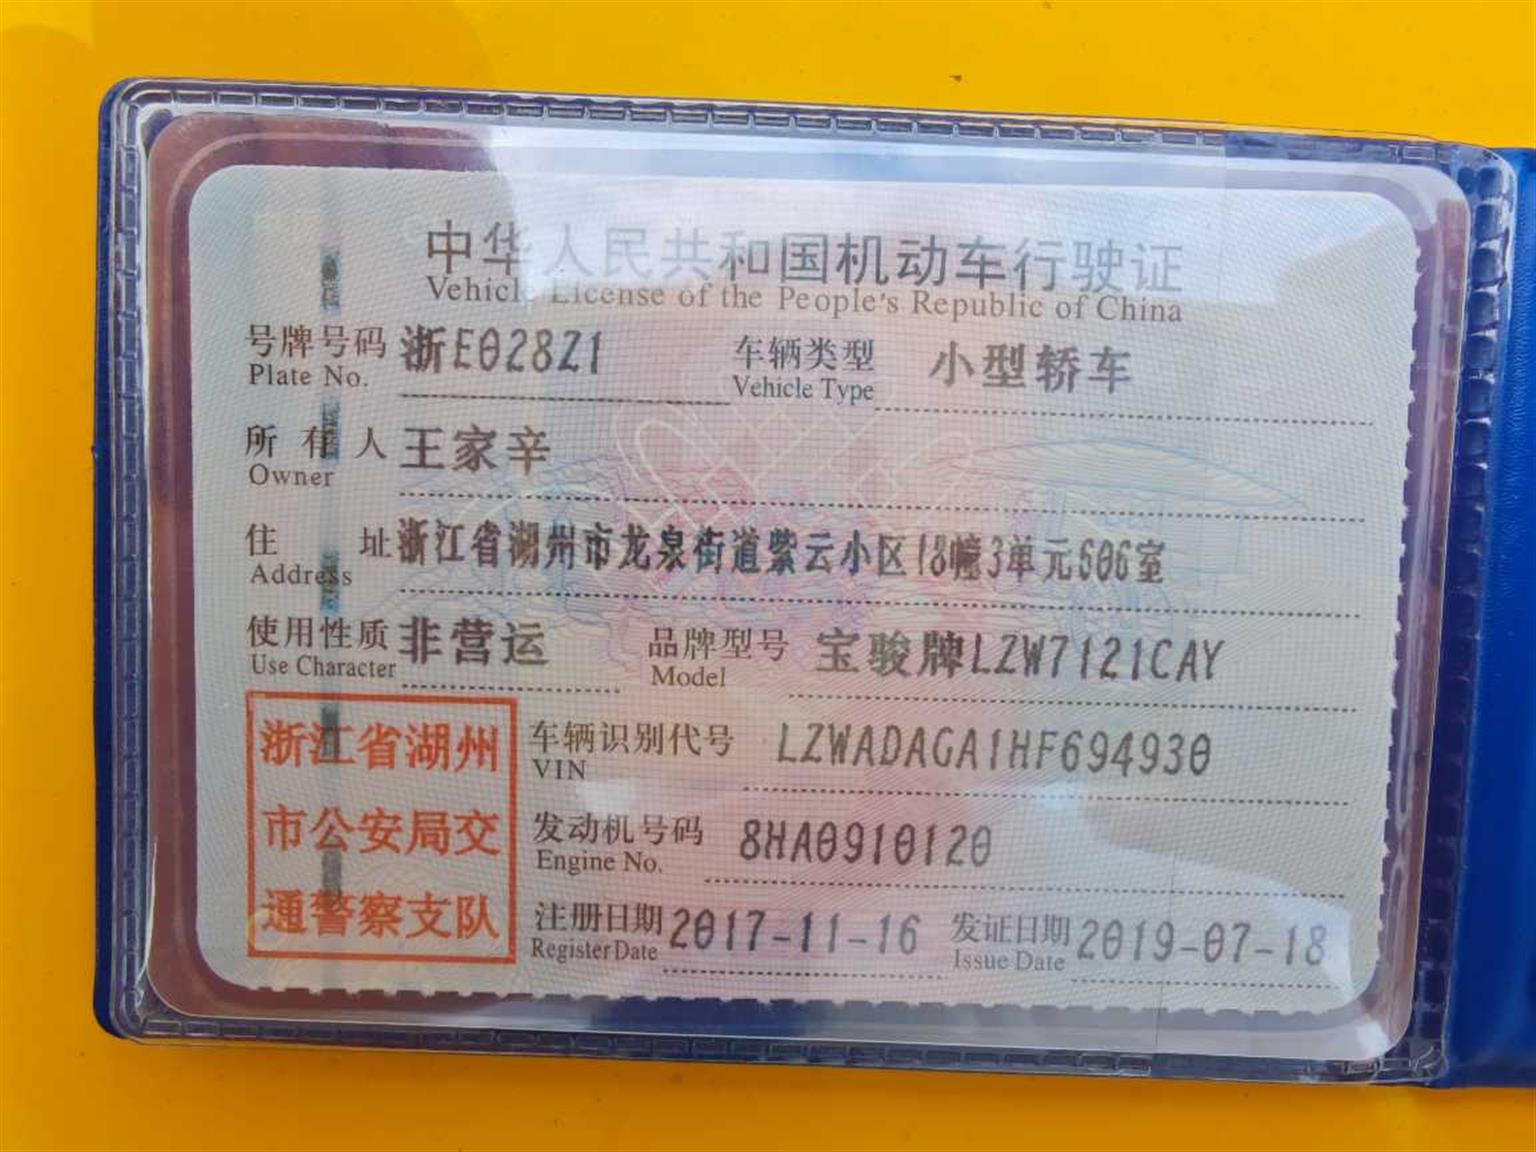 中华人民共和国机动车行驶证
Vehicle License of the People's Republic of China
号牌号码 浙E028Z1 车辆类型 小型轿车
Plate No. Vehicle Type
所有人 王家辛
Owner
住址 浙江省湖州市龙泉街道紫云小区18幢3单元506室
Address
使用性质 非营运 品牌型号 宝骏牌LZW7121CAY
Use Character Model
浙江省湖州
市公安局交
通警察支队
车辆识别代号 LZWADAGA1HF694930
VIN
发动机号码 8HA0910120
Engine No.
注册日期 2017-11-16 发证日期 2019-07-18
Register Date Issue Date